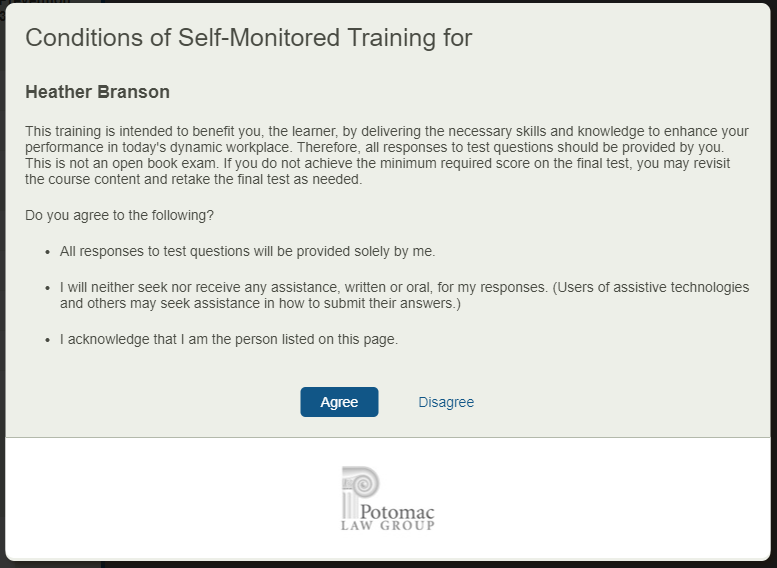 Conditions of Self-Monitored Training for
Heather Branson
This training is intended to benefit you, the learner, by delivering the necessary skills and knowledge to enhance your
performance in today's dynamic workplace. Therefore, all responses to test questions should be provided by you.
This is not an open book exam. If you do not achieve the minimum required score on the final test, you may revisit
the course content and retake the final test as needed.
Do you agree to the following?
• All responses to test questions will be provided solely by me.
• I will neither seek nor receive any assistance, written or oral, for my responses. (Users of assistive technologies
and others may seek assistance in how to submit their answers.)
• I acknowledge that I am the person listed on this page.
Agree Disagree
Potomac
LAW GROUP